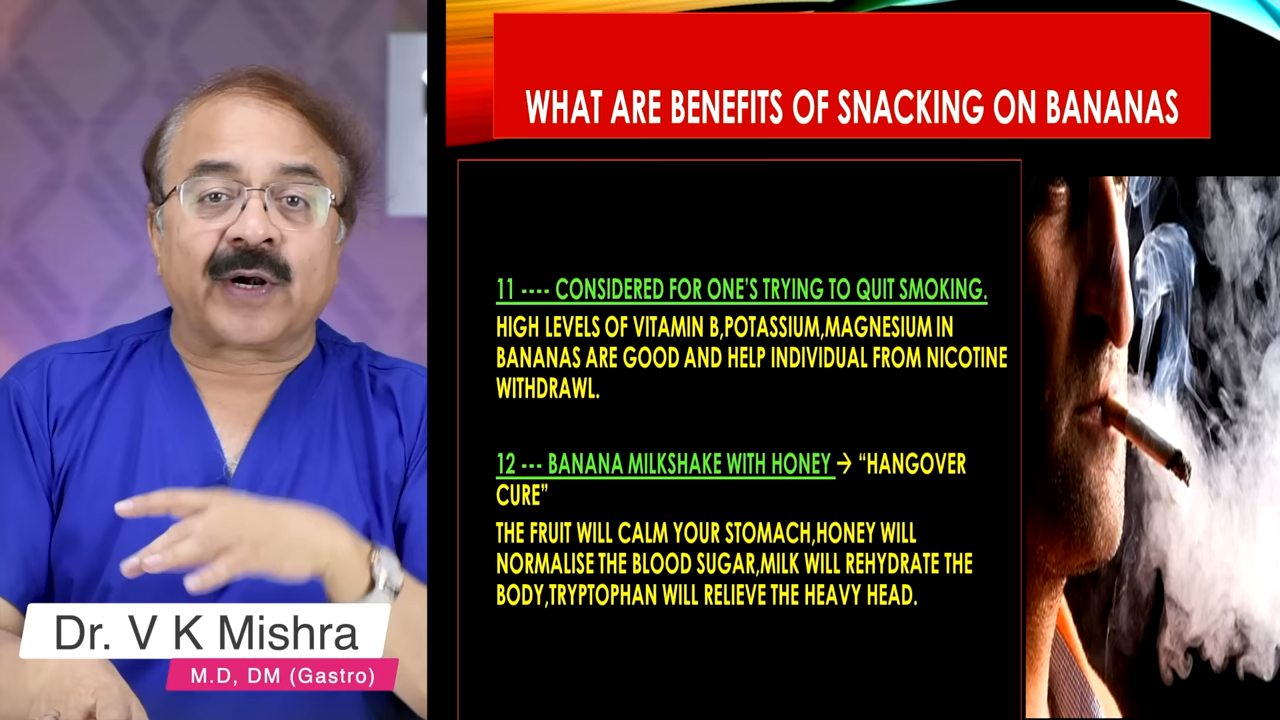 WHAT ARE BENEFITS OF SNACKING ON BANANAS
11 ---- CONSIDERED FOR ONE'S TRYING TO QUIT SMOKING.
HIGH LEVELS OF VITAMIN B,POTASSIUM,MAGNESIUM IN
BANANAS ARE GOOD AND HELP INDIVIDUAL FROM NICOTINE
WITHDRAWL.
12 --- BANANA MILKSHAKE WITH HONEY → “HANGOVER
CURE”
THE FRUIT WILL CALM YOUR STOMACH,HONEY WILL
NORMALISE THE BLOOD SUGAR,MILK WILL REHYDRATE THE
BODY,TRYPTOPHAN WILL RELIEVE THE HEAVY HEAD.
Dr. V K Mishra
M.D, DM (Gastro)